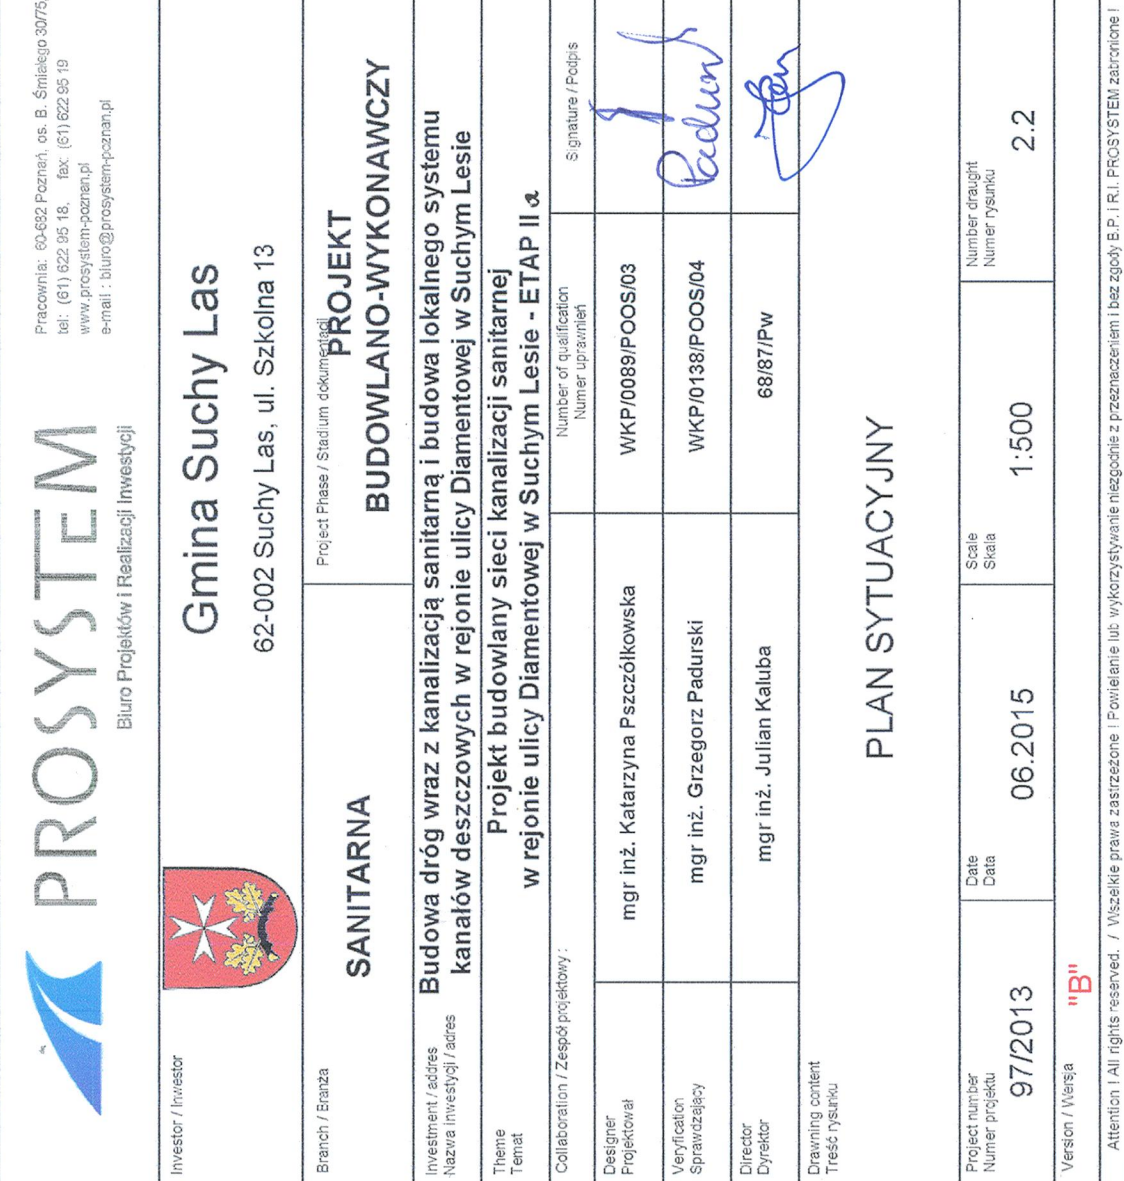 PROSYSTEM
Biuro Projektów i Realizacji Inwestycji
Pracownia: 60-682 Poznań, os. B. Śmiałego 30/75,
tel: (61) 622 95 18, fax: (61) 622 95 19
www.prosystem-poznan.pl
e-mail : biuro@prosystem-poznan.pl
Investor / Inwestor
Gmina Suchy Las
62-002 Suchy Las, ul. Szkolna 13
Branch / Branża
SANITARNA
Project Phase / Stadium dokumentacji
PROJEKT
BUDOWLANO-WYKONAWCZY
Investment / addres
Nazwa inwestycji / adres
Budowa dróg wraz z kanalizacją sanitarną i budowa lokalnego systemu
kanałów deszczowych w rejonie ulicy Diamentowej w Suchym Lesie
Theme
Temat
Projekt budowlany sieci kanalizacji sanitarnej
w rejonie ulicy Diamentowej w Suchym Lesie - ETAP II a
Collaboration / Zespół projektowy :
Number of qualification
Numer uprawnień
Signature / Podpis
Designer
Projektował
mgr inż. Katarzyna Pszczółkowska
WKP/0089/POOS/03
Veryfication
Sprawdzający
mgr inż. Grzegorz Padurski
WKP/0138/POOS/04
Director
Dyrektor
mgr inż. Julian Kaluba
68/87/Pw
Drawing content
Treść rysunku
PLAN SYTUACYJNY
Project number
Numer projektu
97/2013
Date
Data
06.2015
Scale
Skala
1:500
Number draught
Numer rysunku
2.2
Version / Wersja
"B"
Attention ! All rights reserved. / Wszelkie prawa zastrzeżone ! Powielanie lub wykorzystywanie niezgodnie z przeznaczeniem i bez zgody B.P. i R.I. PROSYSTEM zabronione !